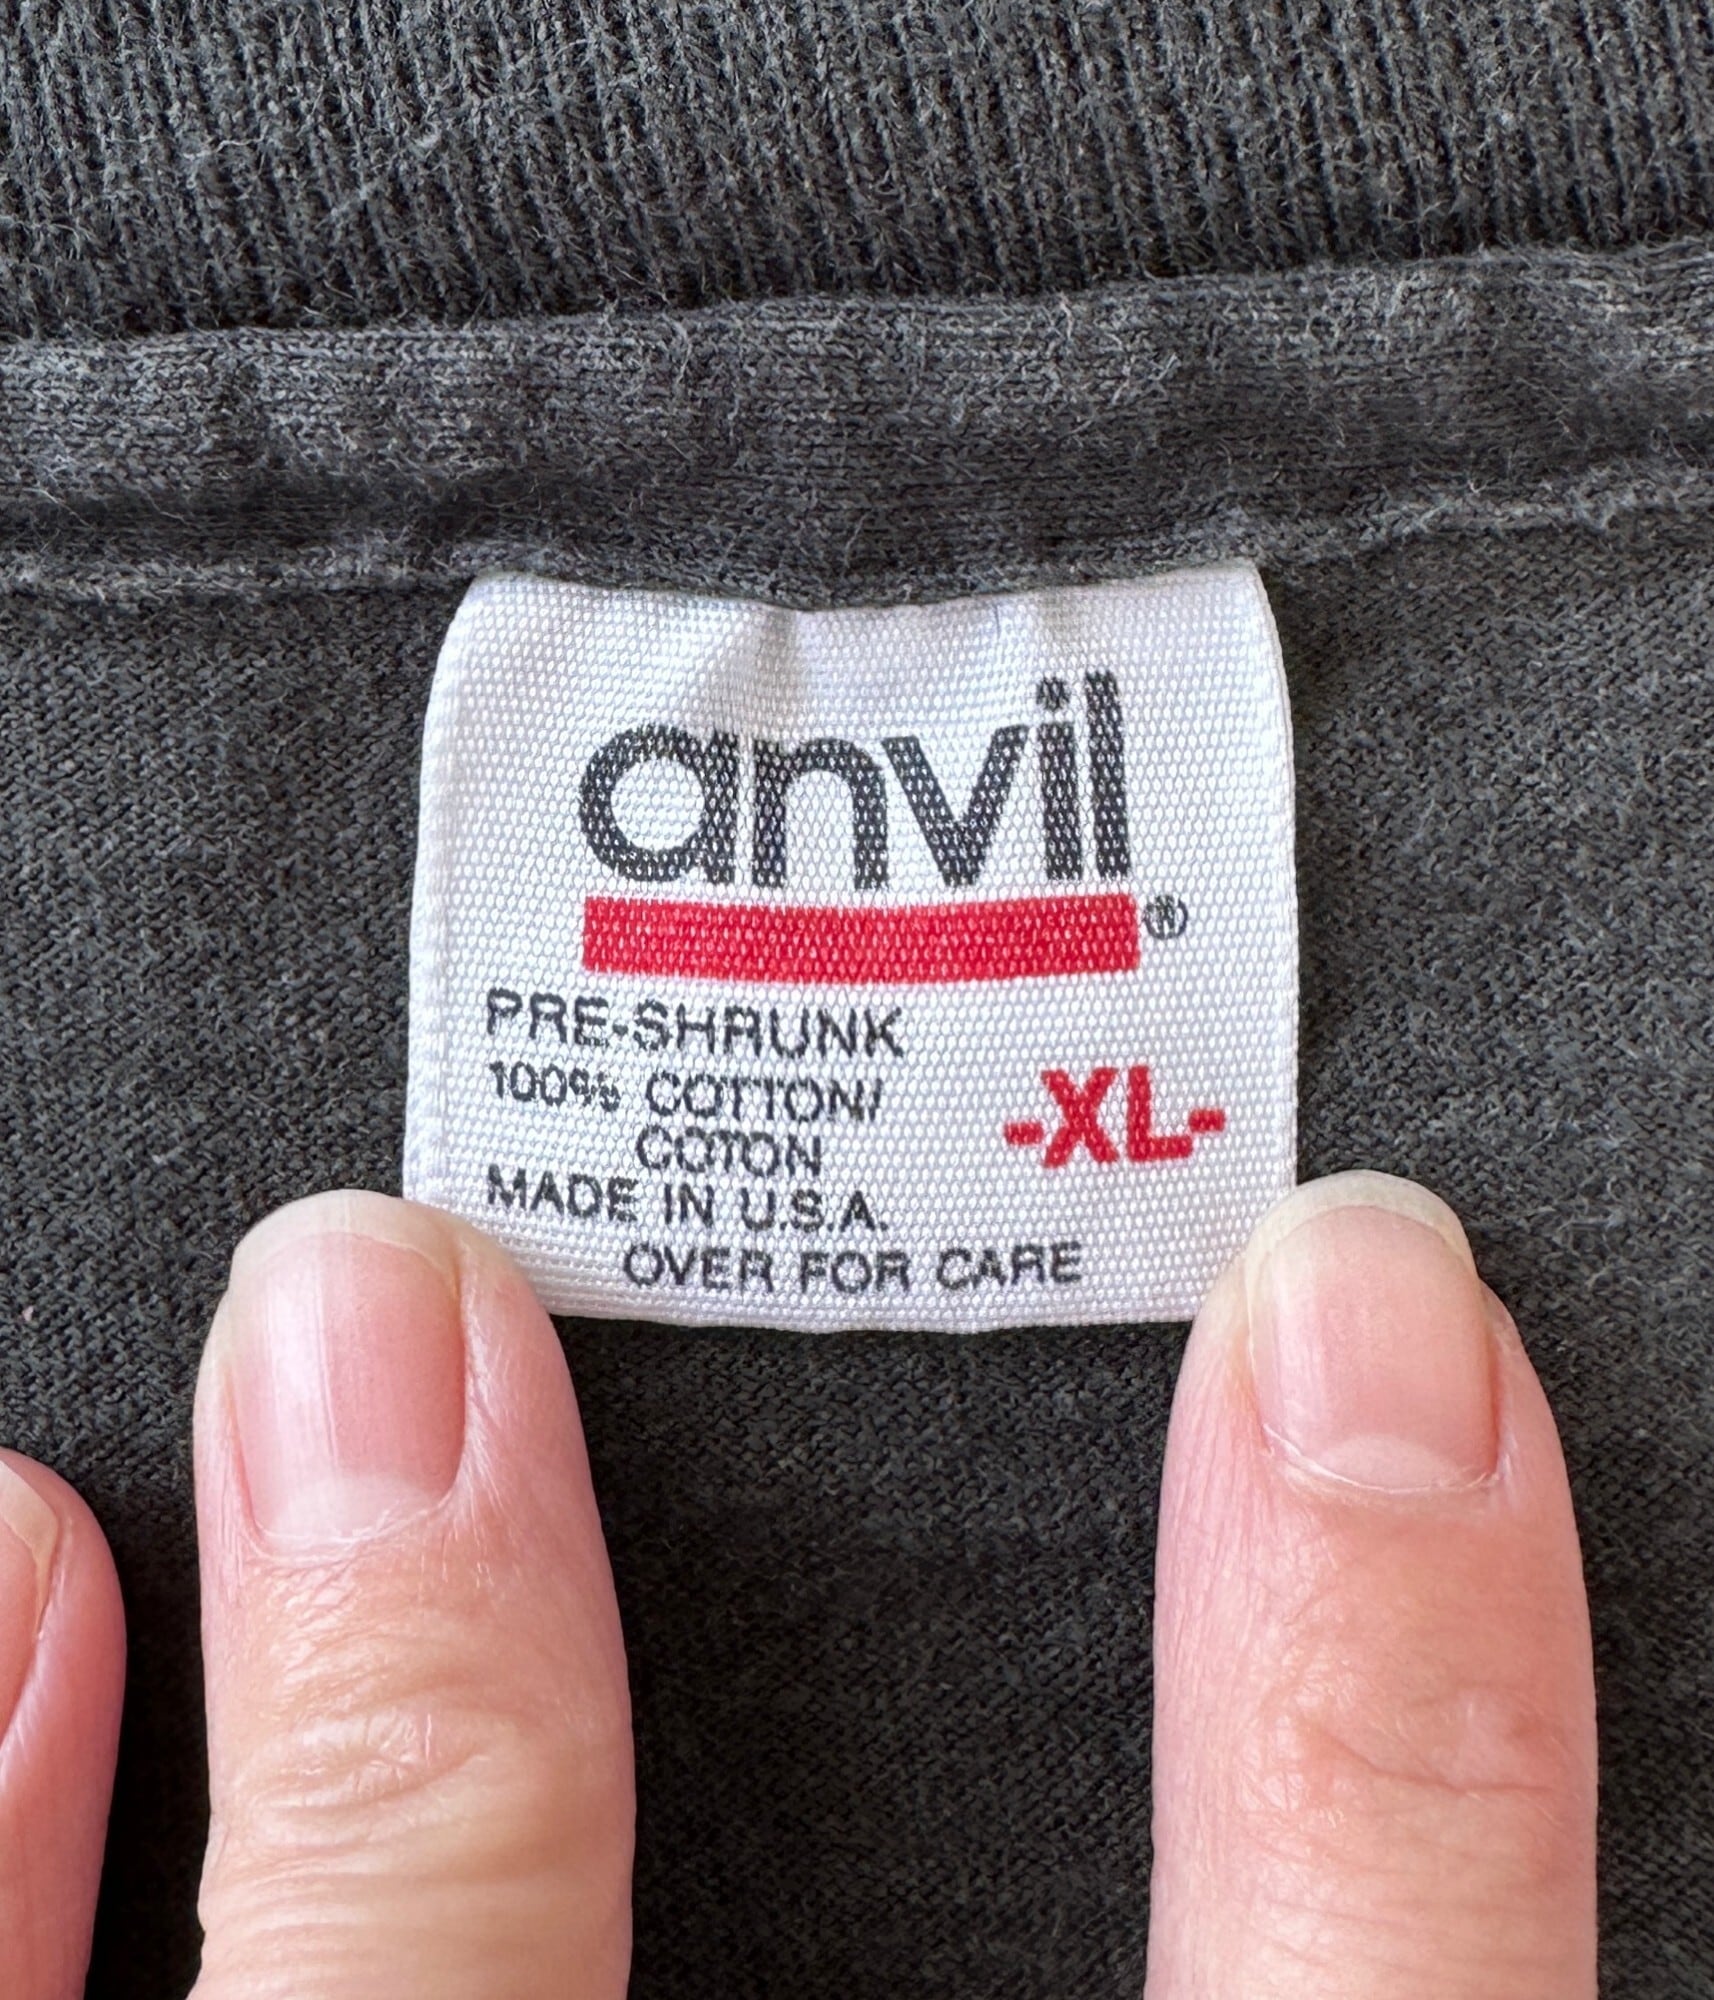 anvil®
PRE-SHRUNK
100% COTTON/
COTON
-XL-
MADE IN U.S.A.
OVER FOR CARE